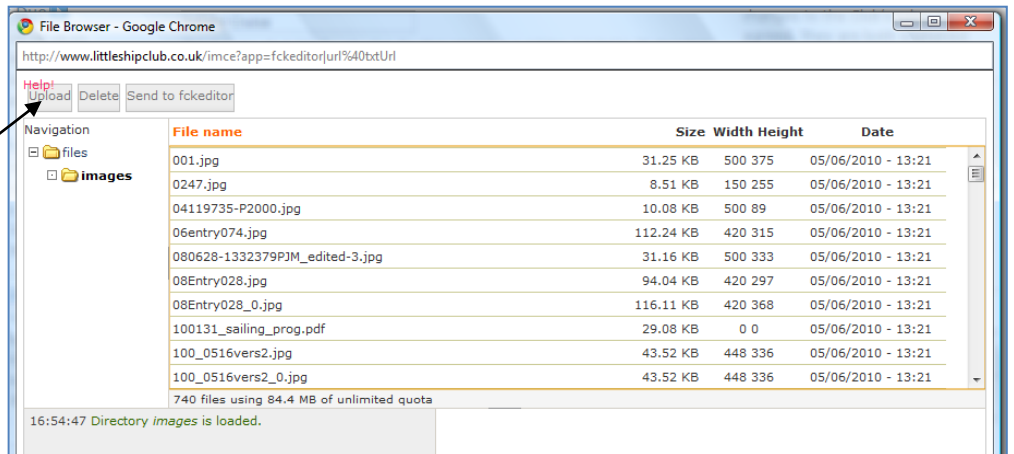 File Browser - Google Chrome
http://www.littleshipclub.co.uk/imce?app=fckeditor|url%40txtUrl
Help!
Upload Delete Send to fckeditor
Navigation
files
images
File name Size Width Height Date
001.jpg 31.25 KB 500 375 05/06/2010 - 13:21
0247.jpg 8.51 KB 150 255 05/06/2010 - 13:21
04119735-P2000.jpg 10.08 KB 500 89 05/06/2010 - 13:21
06entry074.jpg 112.24 KB 420 315 05/06/2010 - 13:21
080628-1332379PJM_edited-3.jpg 31.16 KB 500 333 05/06/2010 - 13:21
08Entry028.jpg 94.04 KB 420 297 05/06/2010 - 13:21
08Entry028_0.jpg 116.11 KB 420 368 05/06/2010 - 13:21
100131_sailing_prog.pdf 29.08 KB 0 0 05/06/2010 - 13:21
100_0516vers2.jpg 43.52 KB 448 336 05/06/2010 - 13:21
100_0516vers2_0.jpg 43.52 KB 448 336 05/06/2010 - 13:21
740 files using 84.4 MB of unlimited quota
16:54:47 Directory images is loaded.